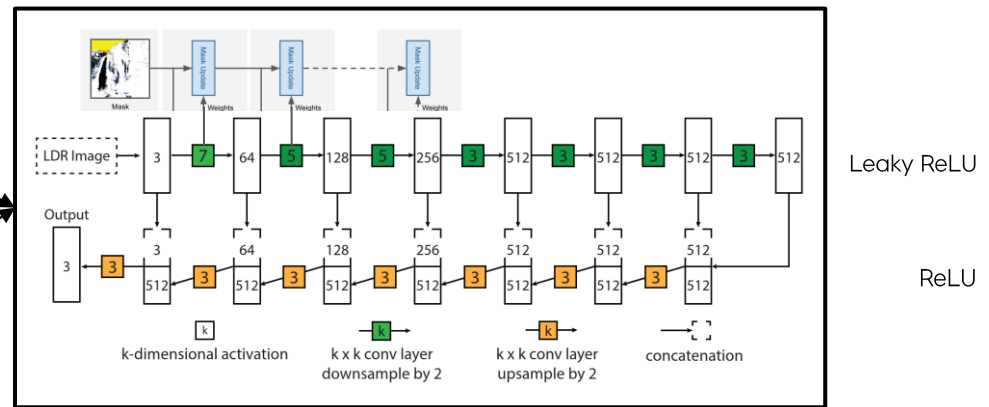 Mask Update
Mask Update
Mask Update
Mask
Weights
Weights
Weights
LDR Image
3
7
64
5
128
5
256
3
512
3
512
3
512
3
512
Leaky ReLU
Output
3
64
128
256
512
512
512
3
3
512
3
512
3
512
3
512
3
512
3
512
3
512
ReLU
k
k
k
k-dimensional activation
k x k conv layer
downsample by 2
k x k conv layer
upsample by 2
concatenation